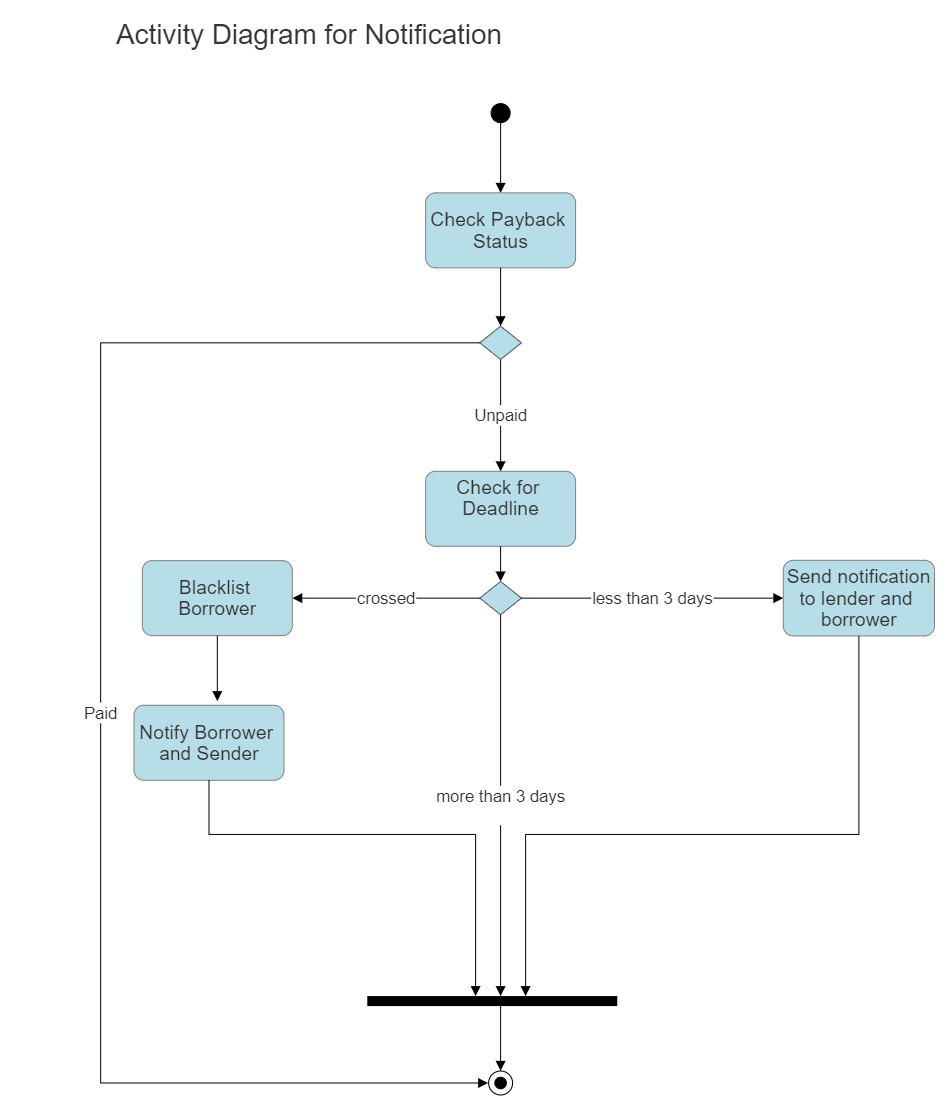 Activity Diagram for Notification
Check Payback
Status
Unpaid
Check for
Deadline
Blacklist
Borrower
crossed
less than 3 days
Send notification
to lender and
borrower
Paid
Notify Borrower
and Sender
more than 3 days